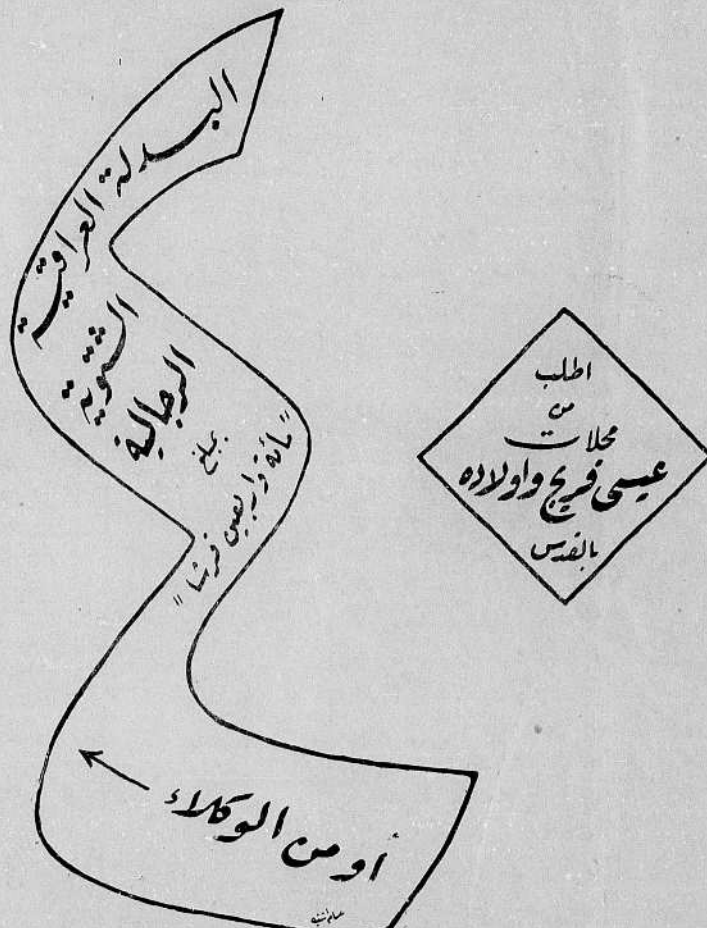 البدلة العراقية
الشتوية
الرجالية
بمبلغ
"مائة واربعين قرشا"
أو من الوكلاء
اطلب
من
محلات
عيسى فريج واولاده
بالقدس